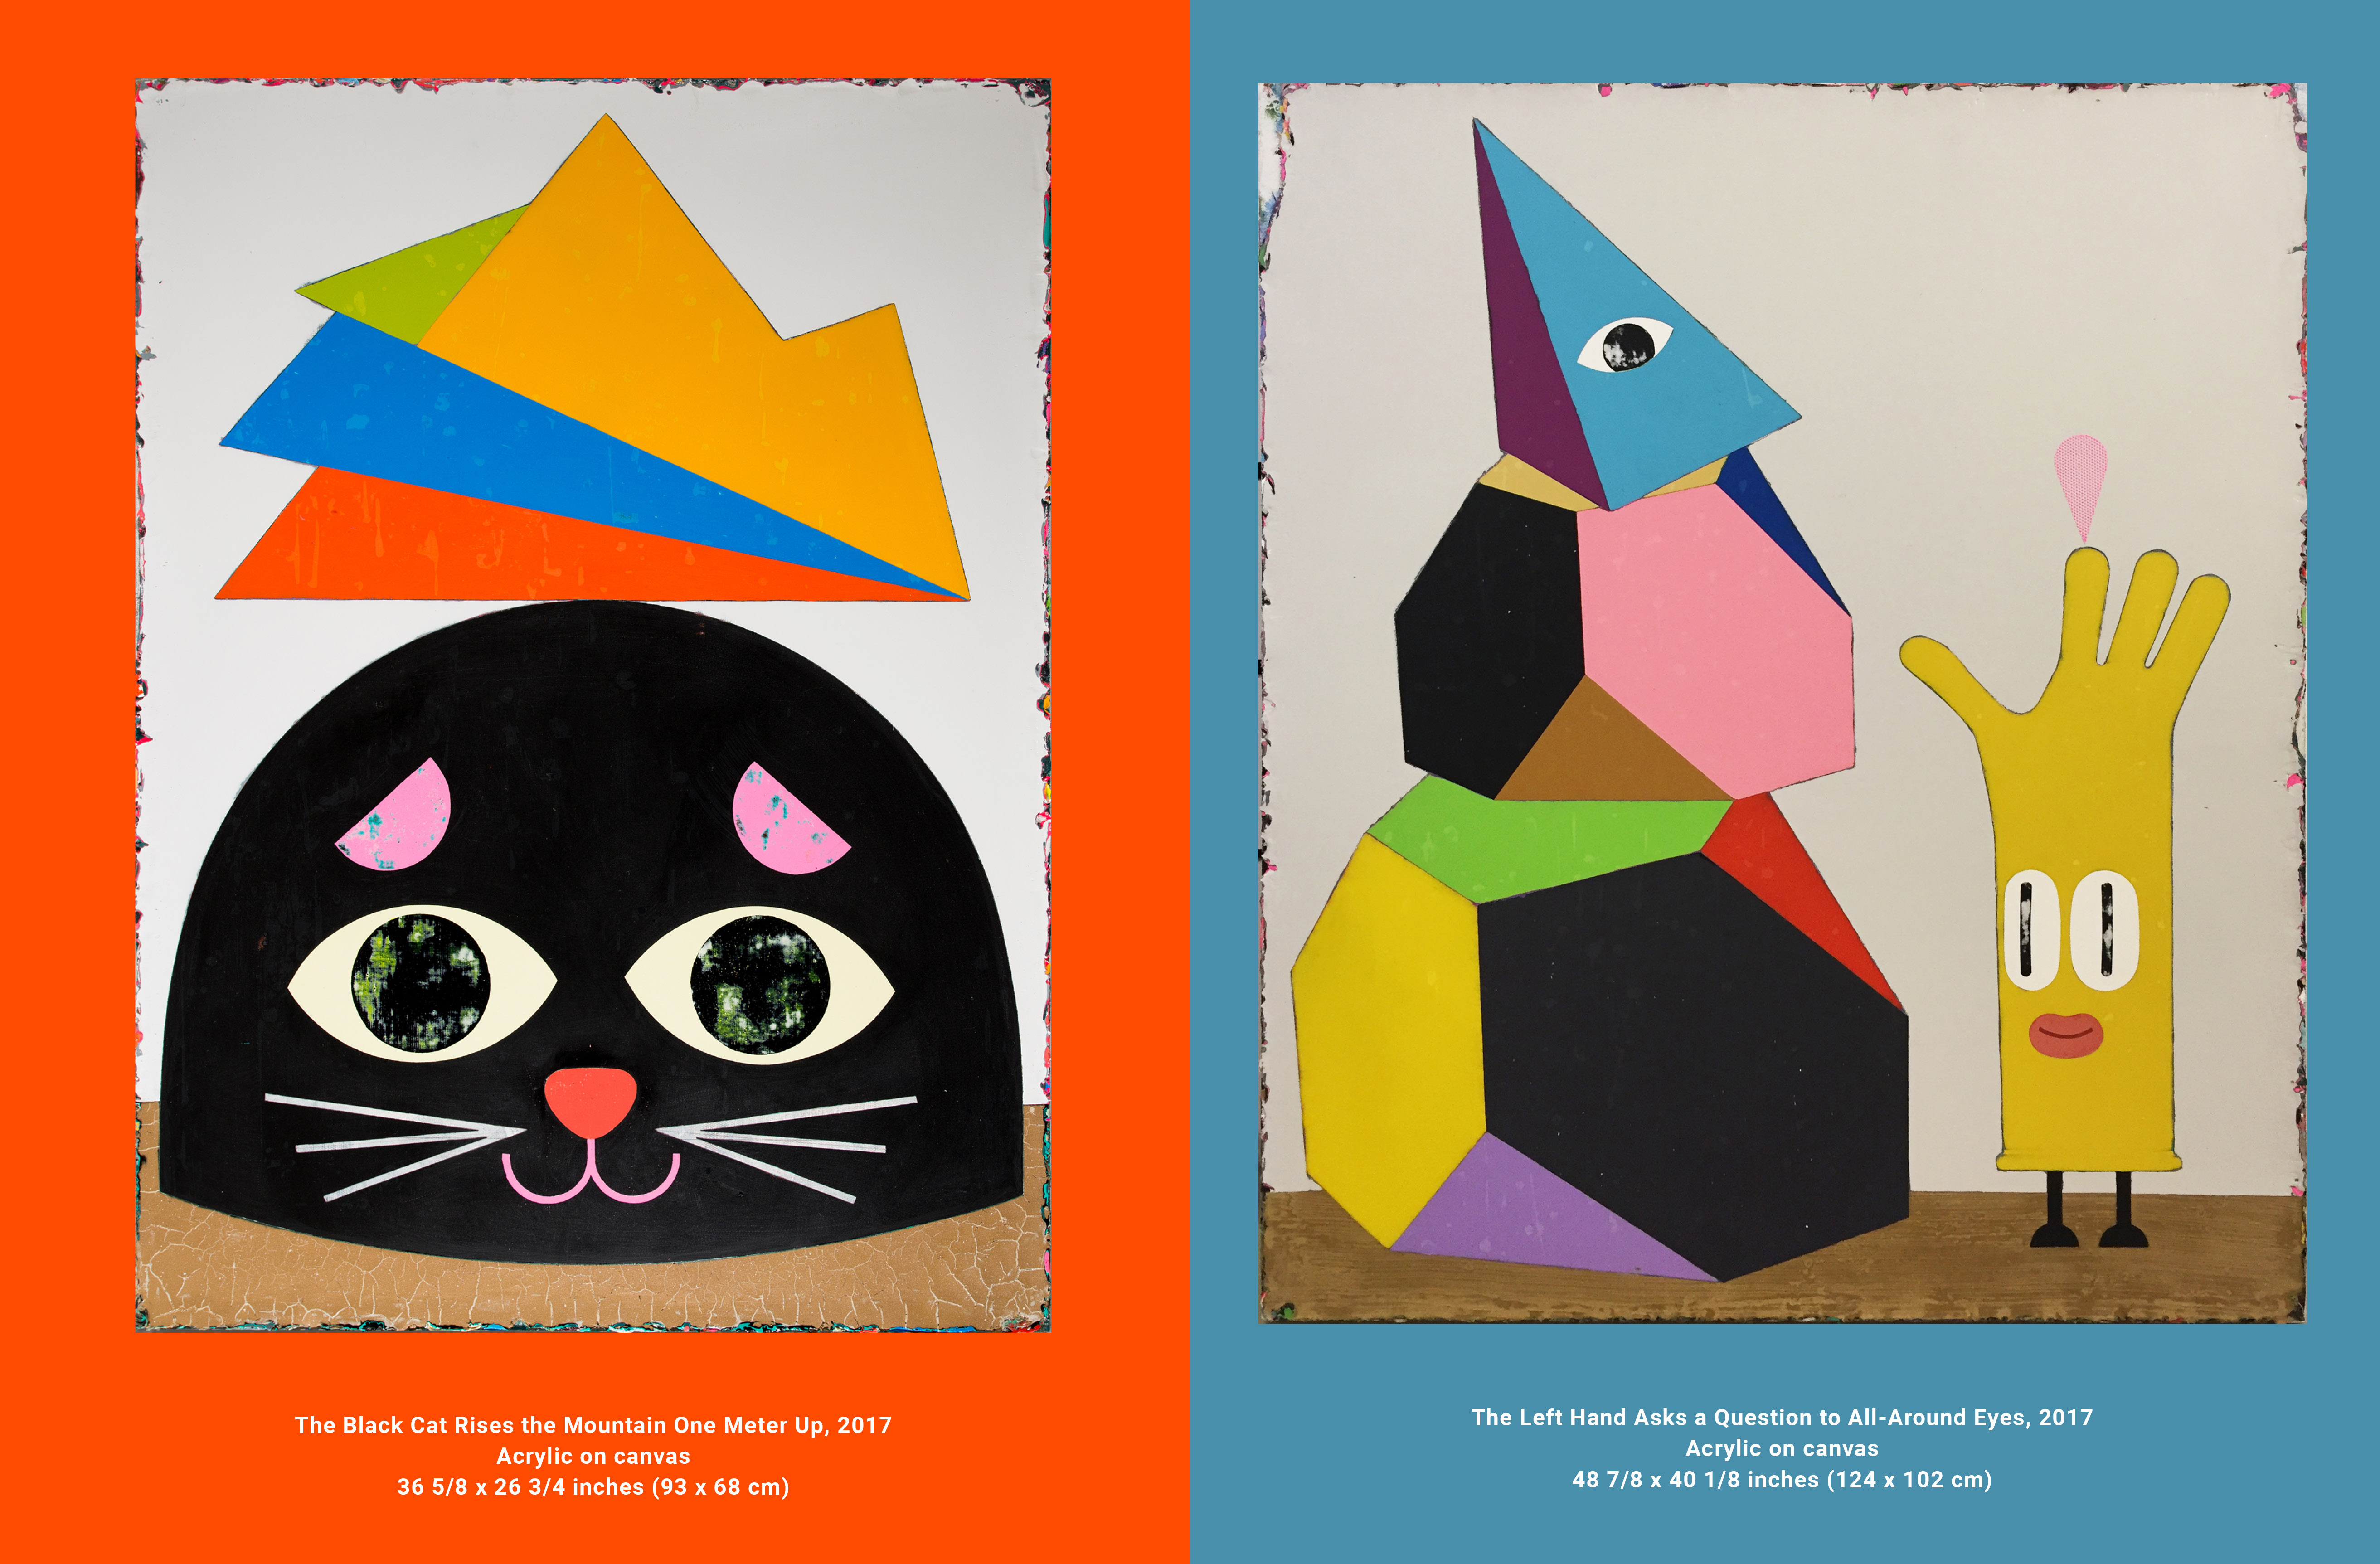 The Black Cat Rises the Mountain One Meter Up, 2017
Acrylic on canvas
36 5/8 x 26 3/4 inches (93 x 68 cm)
The Left Hand Asks a Question to All-Around Eyes, 2017
Acrylic on canvas
48 7/8 x 40 1/8 inches (124 x 102 cm)